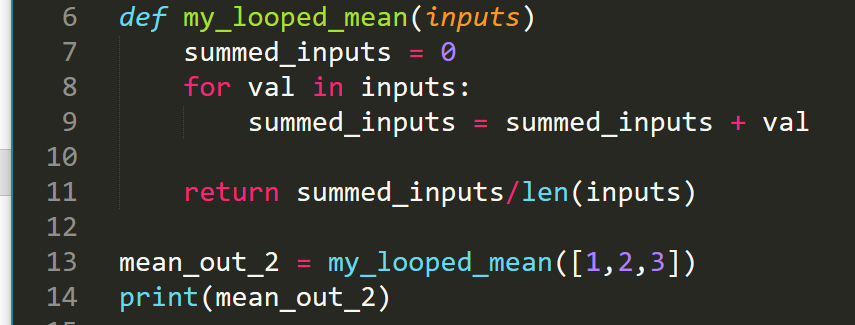 6 def my_looped_mean(inputs)
7     summed_inputs = 0
8     for val in inputs:
9         summed_inputs = summed_inputs + val
10
11     return summed_inputs/len(inputs)
12
13 mean_out_2 = my_looped_mean([1,2,3])
14 print(mean_out_2)